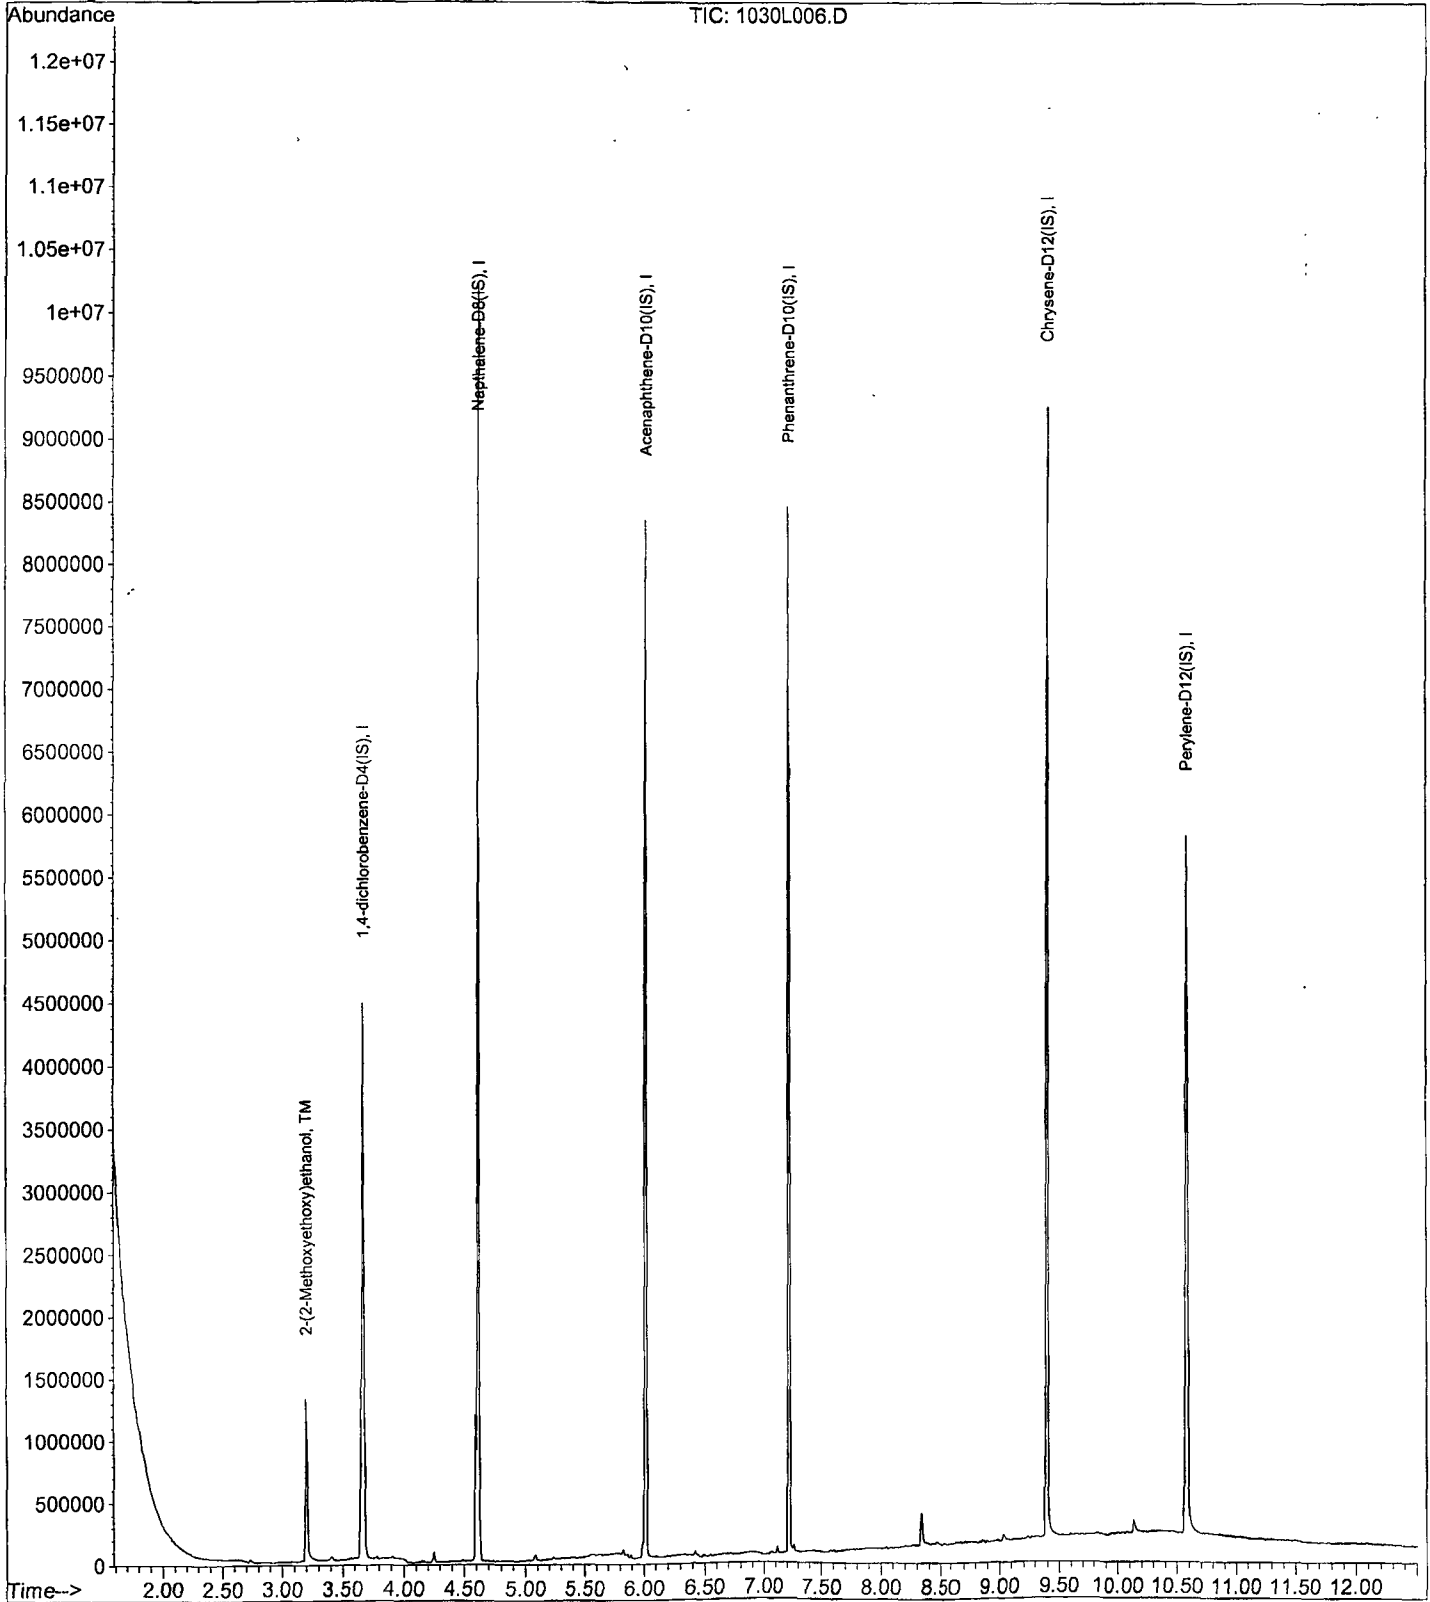 Abundance
TIC: 1030L006.D
1.2e+07
1.15e+07
1.1e+07
1.05e+07
1e+07
9500000
9000000
8500000
8000000
7500000
7000000
6500000
6000000
5500000
5000000
4500000
4000000
3500000
3000000
2500000
2000000
1500000
1000000
500000
0
2-(2-Methoxyethoxy)ethanol, TM
1,4-dichlorobenzene-D4(IS), I
Napthalene-D8(IS), I
Acenaphthene-D10(IS), I
Phenanthrene-D10(IS), I
Chrysene-D12(IS), I
Perylene-D12(IS), I
Time-->
2.00 2.50 3.00 3.50 4.00 4.50 5.00 5.50 6.00 6.50 7.00 7.50 8.00 8.50 9.00 9.50 10.00 10.50 11.00 11.50 12.00